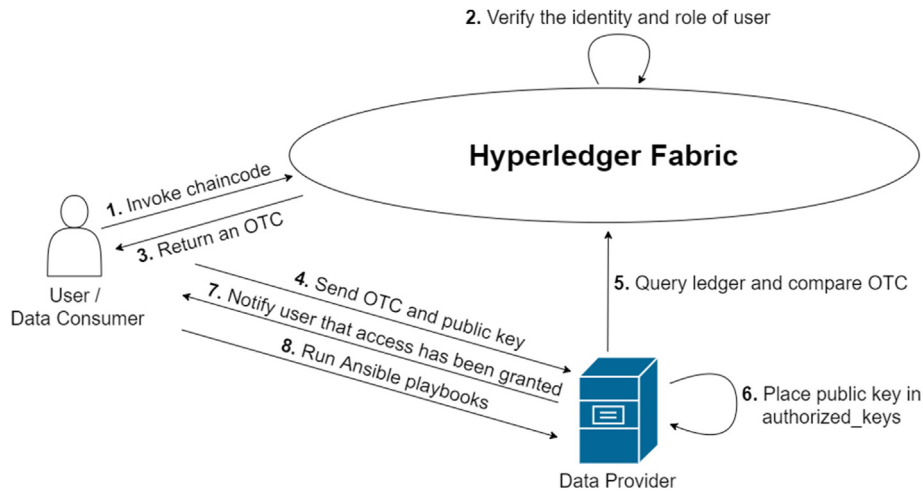 2. Verify the identity and role of user
Hyperledger Fabric
1. Invoke chaincode
3. Return an OTC
User /
Data Consumer
4. Send OTC and public key
7. Notify user that access has been granted
8. Run Ansible playbooks
5. Query ledger and compare OTC
6. Place public key in
authorized_keys
Data Provider